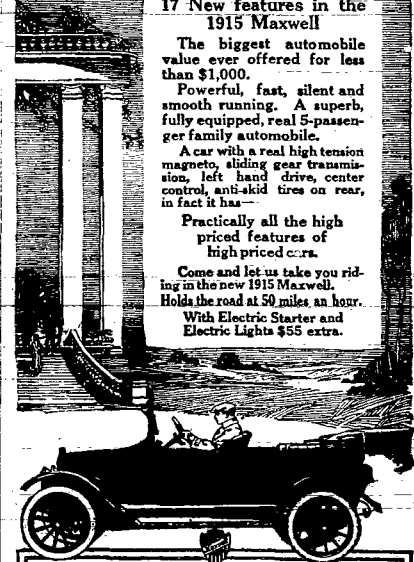 17 New features in the
1915 Maxwell
The biggest automobile
value ever offered for less
than $1,000.
Powerful, fast, silent and
smooth running. A superb,
fully equipped, real 5-passen-
ger family automobile.
A car with a real high tension
magneto, sliding gear transmis-
sion, left hand drive, center
control, anti-skid tires on rear,
in fact it has—
Practically all the high
priced features of
high priced cars.
Come and let us take you rid-
ing in the new 1915 Maxwell.
Holds the road at 50 miles an hour.
With Electric Starter and
Electric Lights $55 extra.